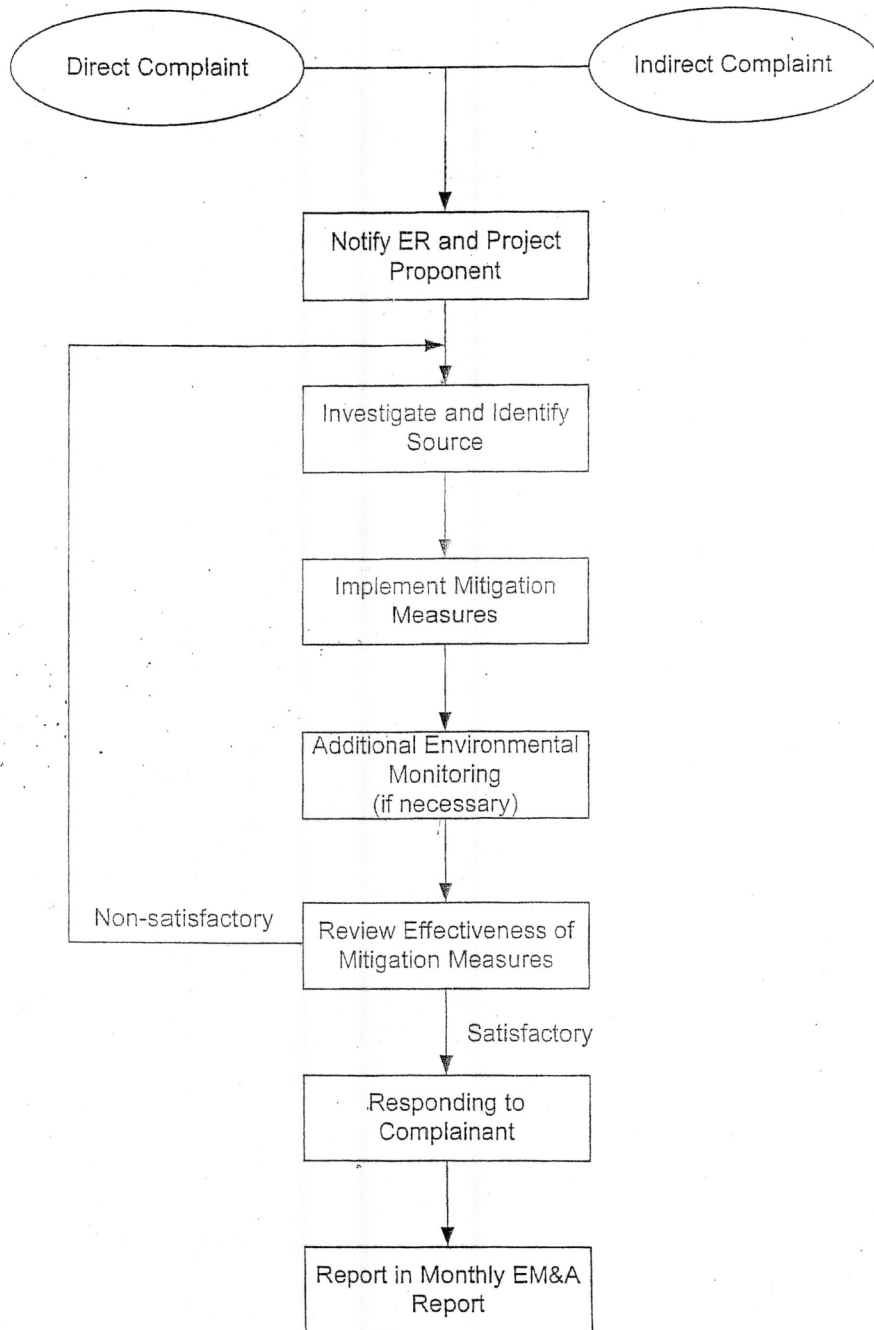 Direct Complaint
Indirect Complaint
Notify ER and Project
Proponent
Investigate and Identify
Source
Implement Mitigation
Measures
Additional Environmental
Monitoring
(if necessary)
Non-satisfactory
Review Effectiveness of
Mitigation Measures
Satisfactory
Responding to
Complainant
Report in Monthly EM&A
Report